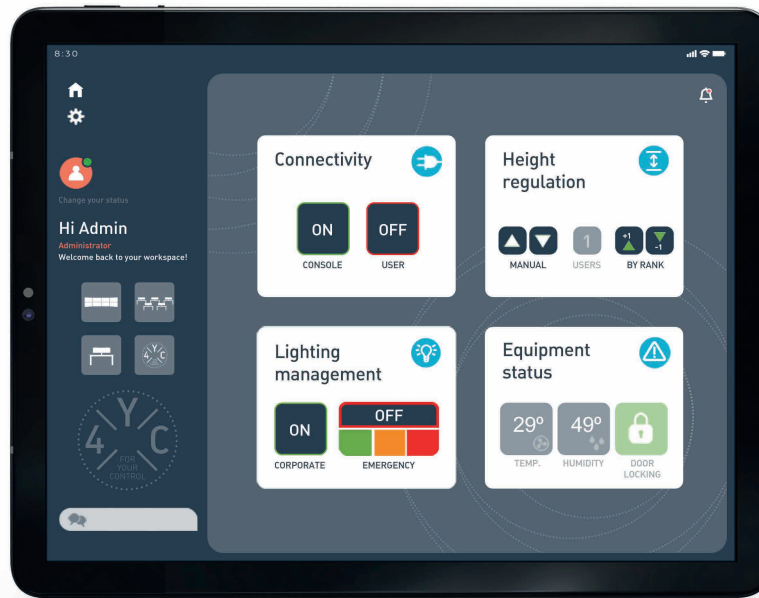 8:30
Change your status
Hi Admin
Administrator
Welcome back to your workspace!
4 Y C
4 Y C
FOR
YOUR
CONTROL
Connectivity
ON
OFF
CONSOLE
USER
Height
regulation
1
+1
-1
MANUAL
USERS
BY RANK
Lighting
management
ON
OFF
CORPORATE
EMERGENCY
Equipment
status
29º
49º
TEMP.
HUMIDITY
DOOR
LOCKING